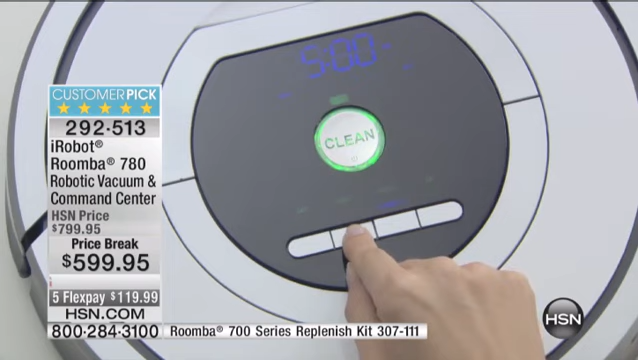 CUSTOMERPICK
292-513
iRobot®
Roomba® 780
Robotic Vacuum &
Command Center
HSN Price
$799.95
Price Break
$599.95
5 Flexpay $119.99
HSN.COM
800-284-3100
Roomba® 700 Series Replenish Kit 307-111
5:00
CLEAN
HSN